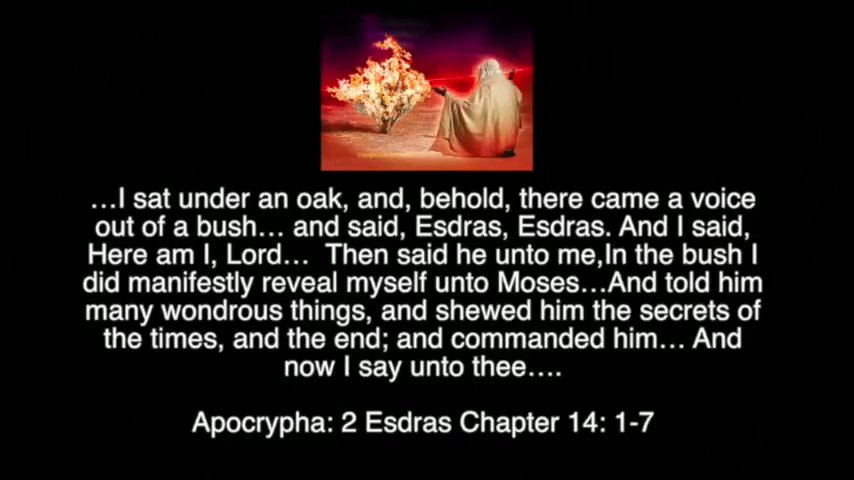 …I sat under an oak, and, behold, there came a voice
out of a bush… and said, Esdras, Esdras. And I said,
Here am I, Lord…  Then said he unto me,In the bush I
did manifestly reveal myself unto Moses…And told him
many wondrous things, and shewed him the secrets of
the times, and the end; and commanded him… And
now I say unto thee….
Apocrypha: 2 Esdras Chapter 14: 1-7